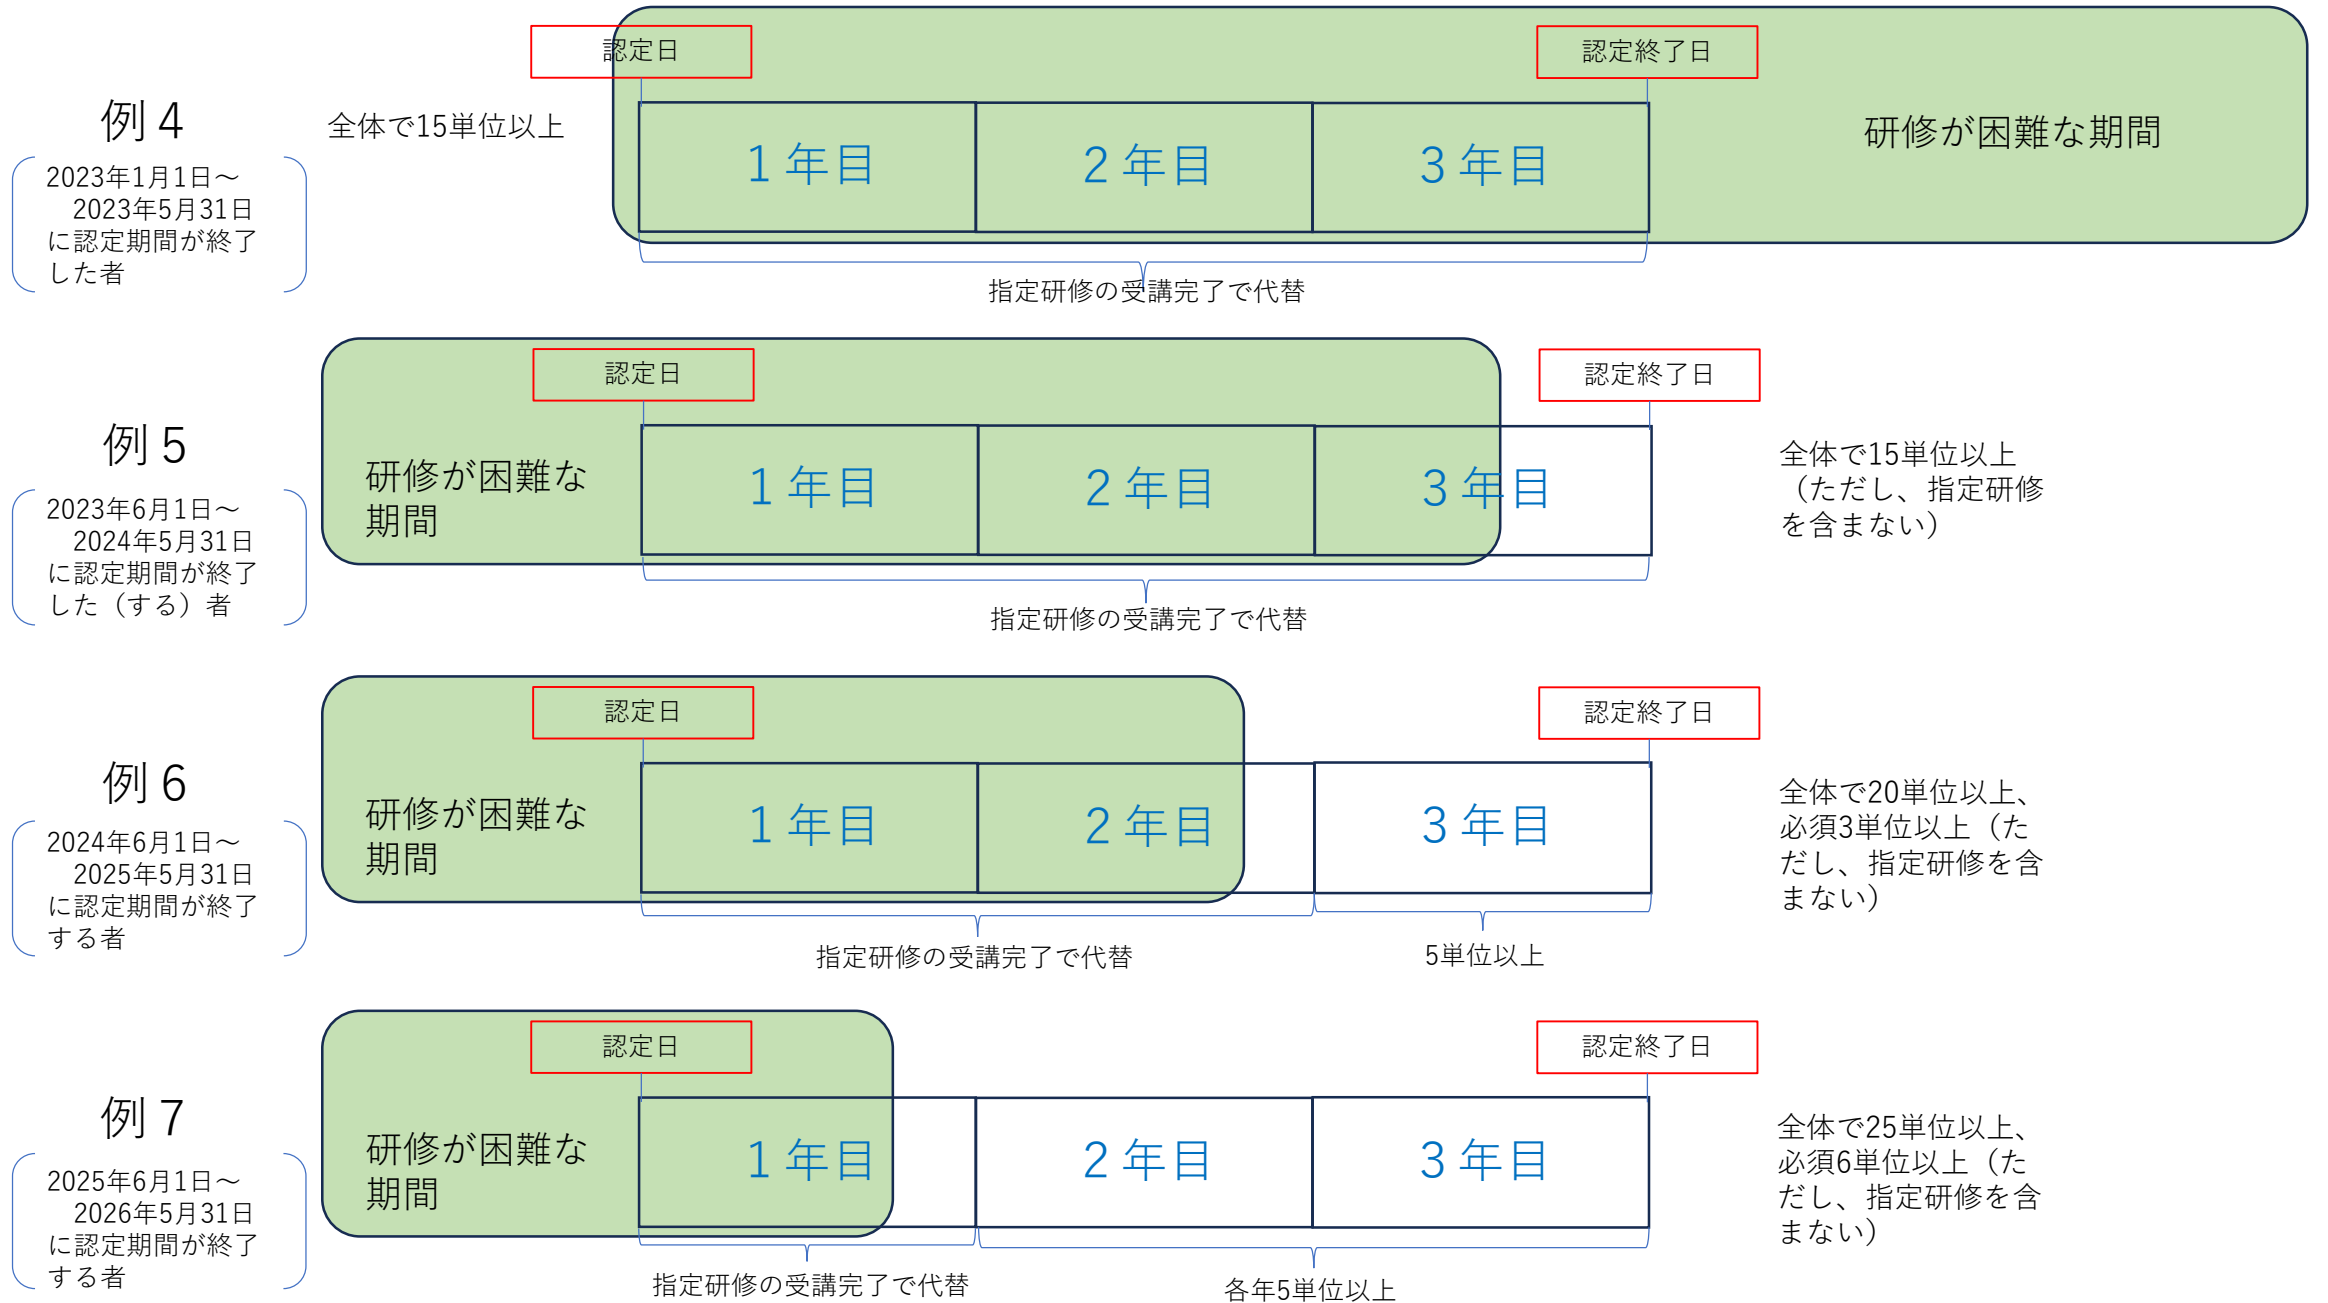 例４
2023年1月1日～
2023年5月31日
に認定期間が終了
した者
全体で15単位以上
認定日
認定終了日
１年目
２年目
３年目
研修が困難な期間
指定研修の受講完了で代替
例５
2023年6月1日～
2024年5月31日
に認定期間が終了
した（する）者
研修が困難な
期間
認定日
認定終了日
１年目
２年目
３年目
指定研修の受講完了で代替
全体で15単位以上
（ただし、指定研修
を含まない）
例６
2024年6月1日～
2025年5月31日
に認定期間が終了
する者
研修が困難な
期間
認定日
認定終了日
１年目
２年目
３年目
指定研修の受講完了で代替
5単位以上
全体で20単位以上、
必須3単位以上（た
だし、指定研修を含
まない）
例７
2025年6月1日～
2026年5月31日
に認定期間が終了
する者
研修が困難な
期間
認定日
認定終了日
１年目
２年目
３年目
指定研修の受講完了で代替
各年5単位以上
全体で25単位以上、
必須6単位以上（た
だし、指定研修を含
まない）